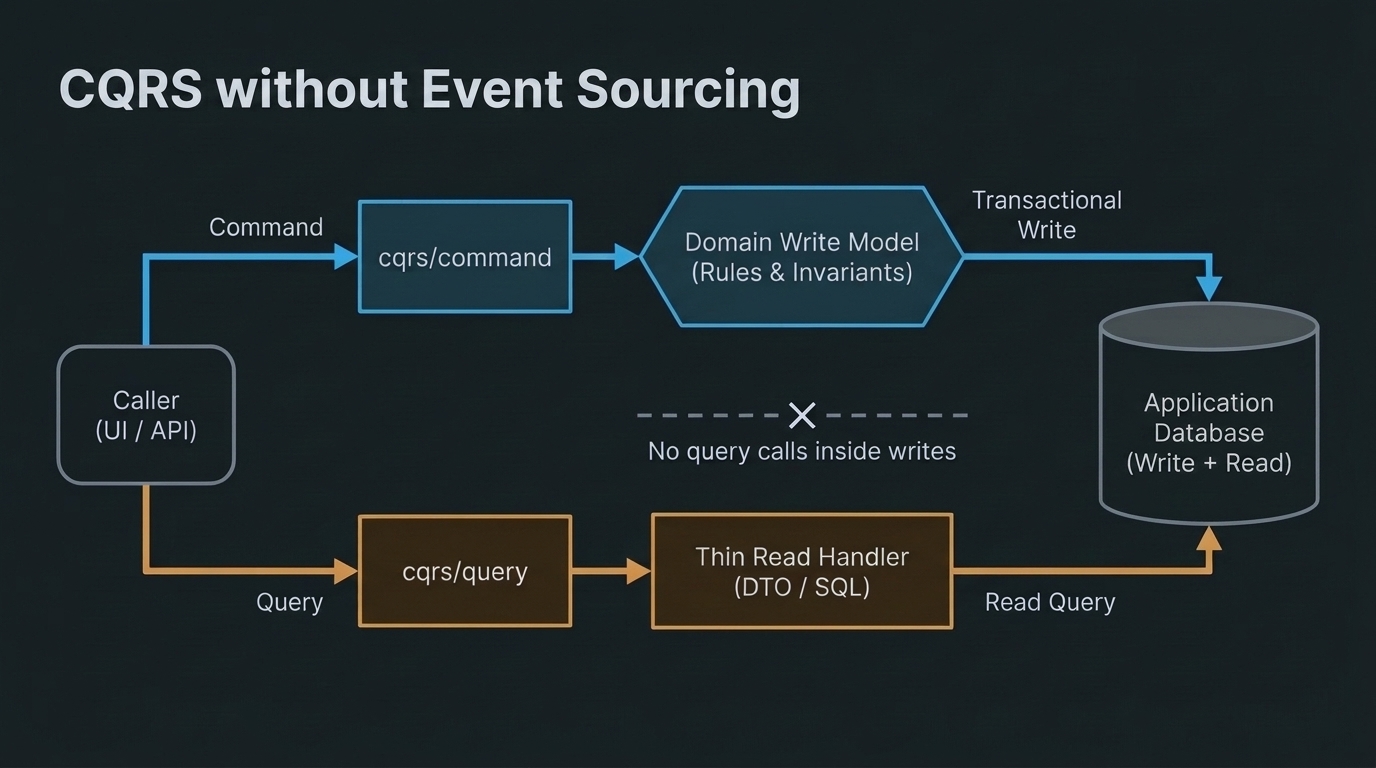 CQRS without Event Sourcing
Command
cqrs/command
Domain Write Model
(Rules & Invariants)
Transactional
Write
Caller
(UI / API)
No query calls inside writes
Application
Database
(Write + Read)
Query
cqrs/query
Thin Read Handler
(DTO / SQL)
Read Query